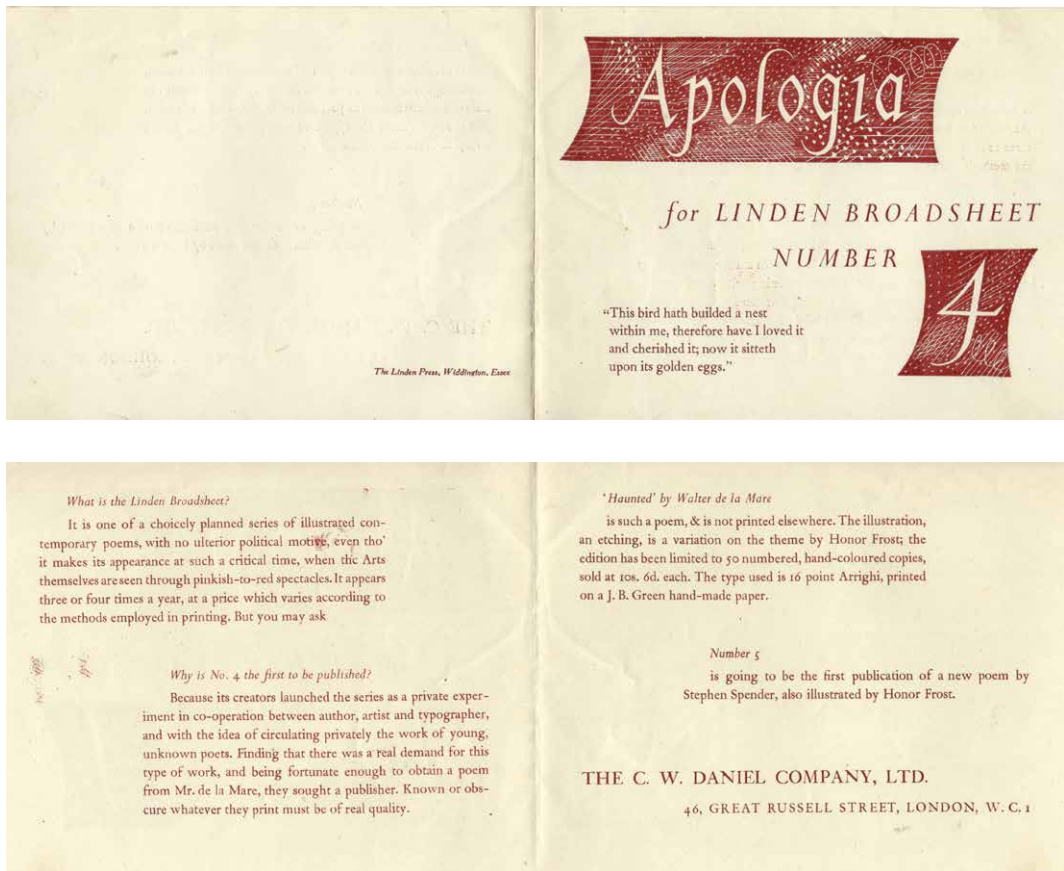 Apologia
for LINDEN BROADSHEET
NUMBER
4
“This bird hath builded a nest
within me, therefore have I loved it
and cherished it; now it sitteth
upon its golden eggs.”
The Linden Press, Widdington, Essex
What is the Linden Broadsheet?
It is one of a choicely planned series of illustrated con-
temporary poems, with no ulterior political motive, even tho'
it makes its appearance at such a critical time, when the Arts
themselves are seen through pinkish-to-red spectacles. It appears
three or four times a year, at a price which varies according to
the methods employed in printing. But you may ask
Why is No. 4 the first to be published?
Because its creators launched the series as a private exper-
iment in co-operation between author, artist and typographer,
and with the idea of circulating privately the work of young,
unknown poets. Finding that there was a real demand for this
type of work, and being fortunate enough to obtain a poem
from Mr. de la Mare, they sought a publisher. Known or obs-
cure whatever they print must be of real quality.
'Haunted' by Walter de la Mare
is such a poem, & is not printed elsewhere. The illustration,
an etching, is a variation on the theme by Honor Frost; the
edition has been limited to 50 numbered, hand-coloured copies,
sold at 10s. 6d. each. The type used is 16 point Arrighi, printed
on a J. B. Green hand-made paper.
Number 5
is going to be the first publication of a new poem by
Stephen Spender, also illustrated by Honor Frost.
THE C. W. DANIEL COMPANY, LTD.
46, GREAT RUSSELL STREET, LONDON, W. C. 1